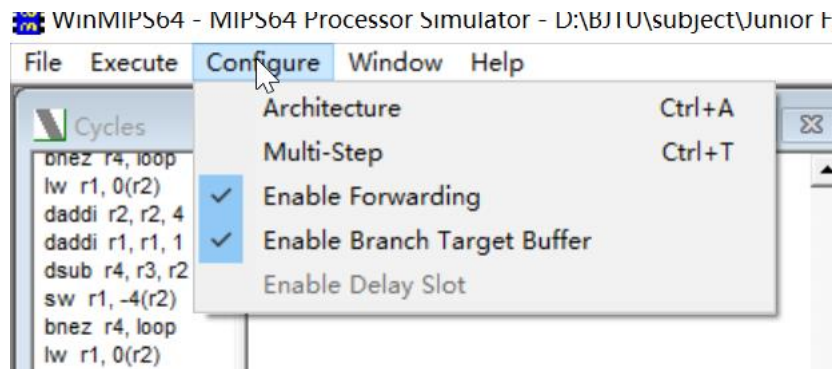 WinMIPS64 - MIPS64 Processor Simulator - D:\BJTU\subject\Junior F
File Execute Configure Window Help
Cycles
bnez r4, loop
lw r1, 0(r2)
daddi r2, r2, 4
daddi r1, r1, 1
dsub r4, r3, r2
sw r1, -4(r2)
bnez r4, loop
lw r1, 0(r2)
Architecture Ctrl+A
Multi-Step Ctrl+T
Enable Forwarding
Enable Branch Target Buffer
Enable Delay Slot